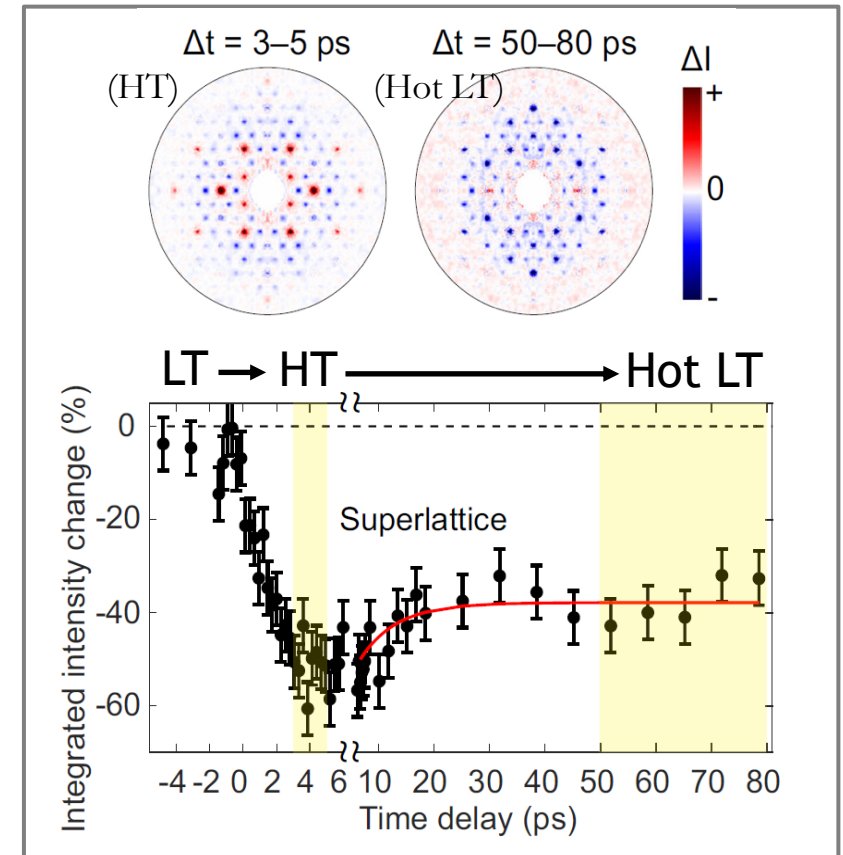 Δt = 3–5 ps
Δt = 50–80 ps
ΔI
(HT)
(Hot LT)
+
0
-
LT
HT
Hot LT
Integrated intensity change (%)
0
-20
-40
-60
Superlattice
-4 -2 0 2 4 6 10 20 30 40 50 60 70 80
Time delay (ps)